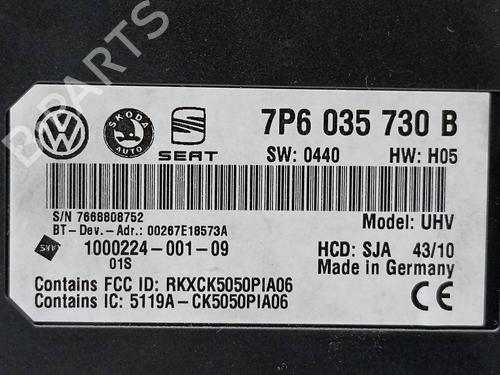 B-PARTS
7P6 035 730 B
SKODA
AUTO
SEAT
SW: 0440 HW: H05
S/N 7668808752
BT-Dev.-Adr.: 00267E18573A
Model: UHV
1000224-001-09
01S
HCD: SJA 43/10
Made in Germany
Contains FCC ID: RKXCK5050PIA06
Contains IC: 5119A-CK5050PIA06
CE